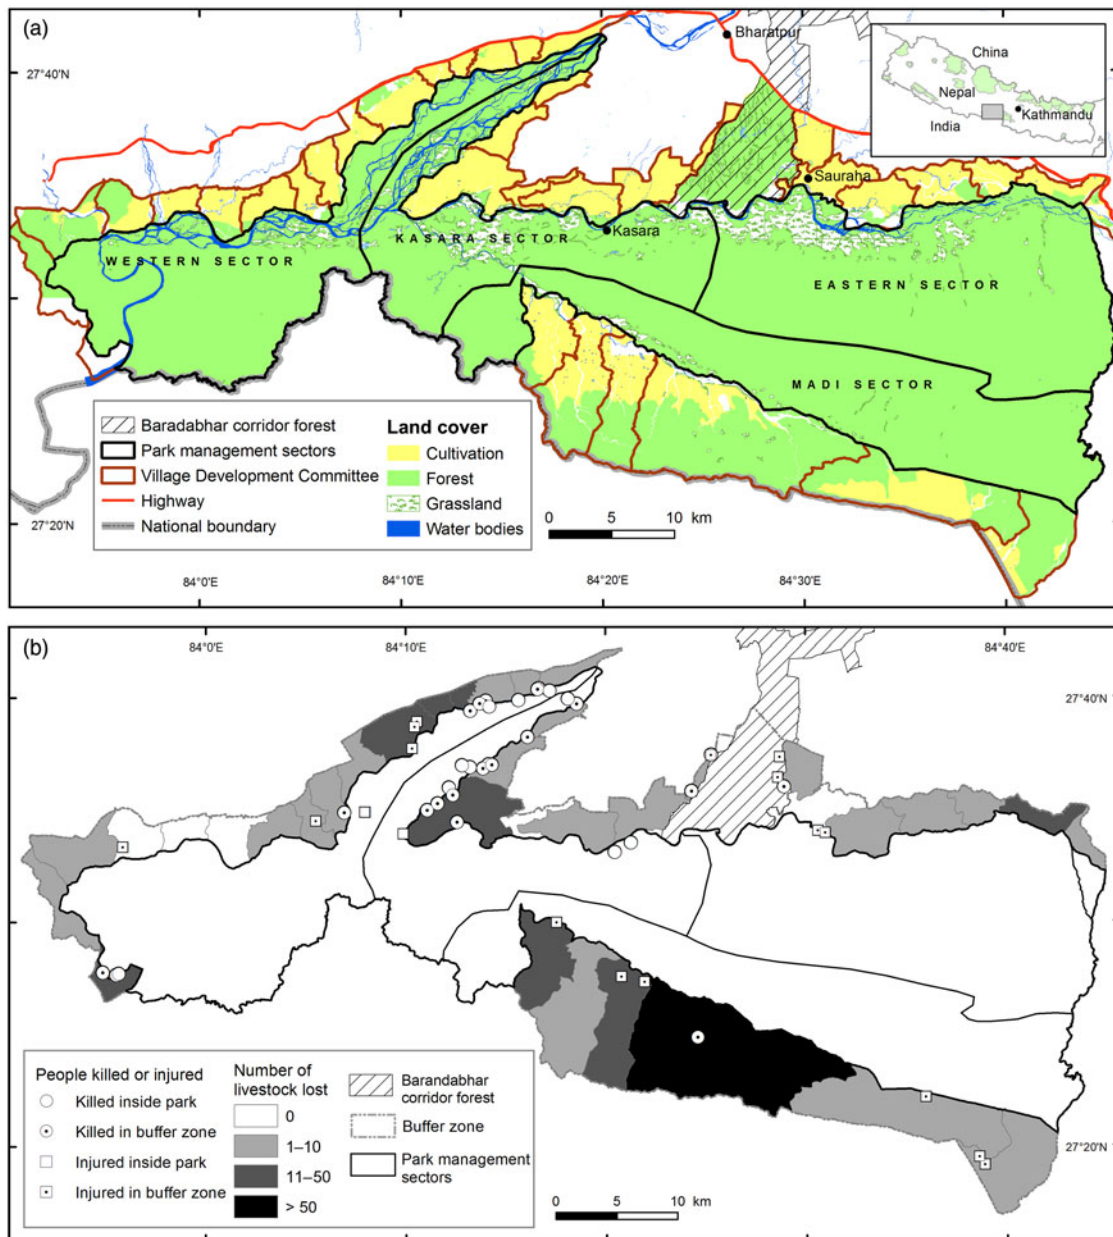 (a)
Bharatpur
27°40'N
China
Nepal
Kathmandu
India
Sauraha
Kasara
KASARA SECTOR
WESTERN SECTOR
EASTERN SECTOR
MADI SECTOR
Baradabhar corridor forest
Park management sectors
Village Development Committee
Highway
National boundary
Land cover
Cultivation
Forest
Grassland
Water bodies
0 5 10 km
27°20'N
84°0'E
84°10'E
84°20'E
84°30'E
(b)
84°0'E
84°10'E
84°40'E
27°40'N
27°20'N
People killed or injured
Killed inside park
Killed in buffer zone
Injured inside park
Injured in buffer zone
Number of
livestock lost
0
1–10
11–50
> 50
Barandabhar
corridor forest
Buffer zone
Park management
sectors
0 5 10 km